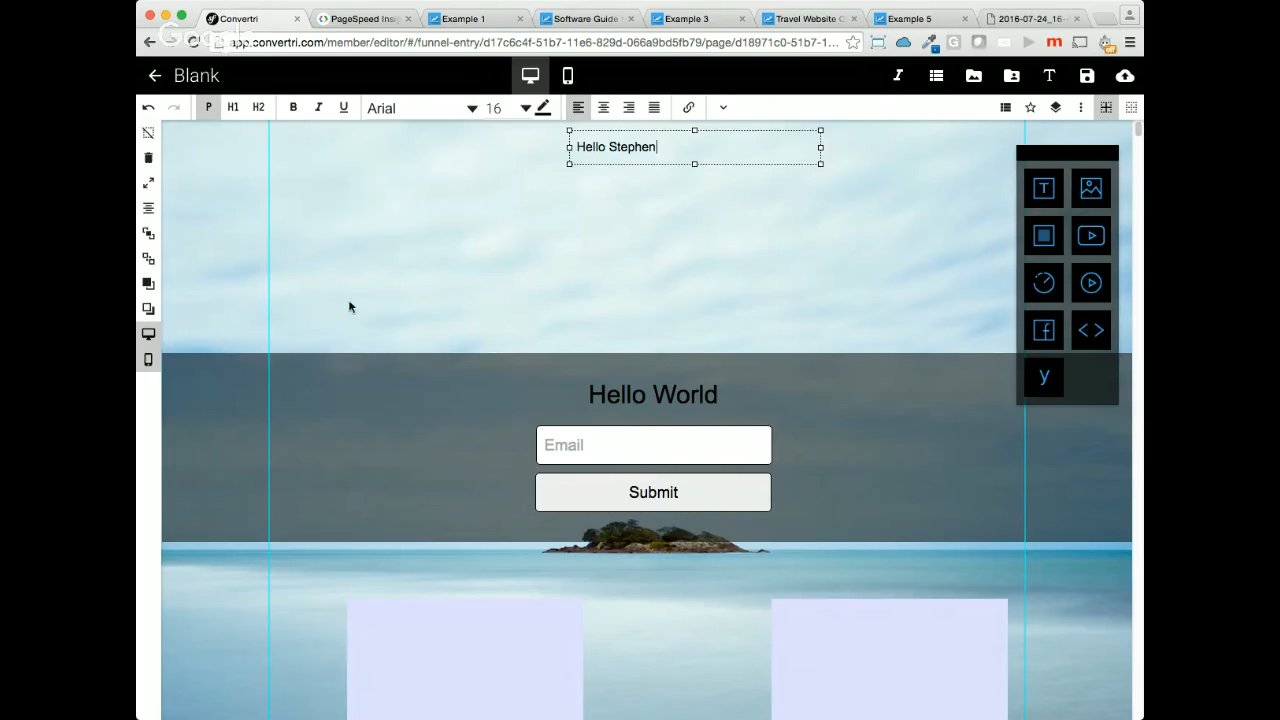 Google
Convertri
PageSpeed Insi
Example 1
Software Guide
Example 3
Travel Website C
Example 5
2016-07-24_16-4
app.convertri.com/member/editor/#/funnel-entry/d17c6c4f-51b7-11e6-829d-066a9bd5fb79/page/d18971c0-51b7-1...
Blank
P H1 H2 B I U Arial 16
Hello Stephen
Hello World
Email
Submit